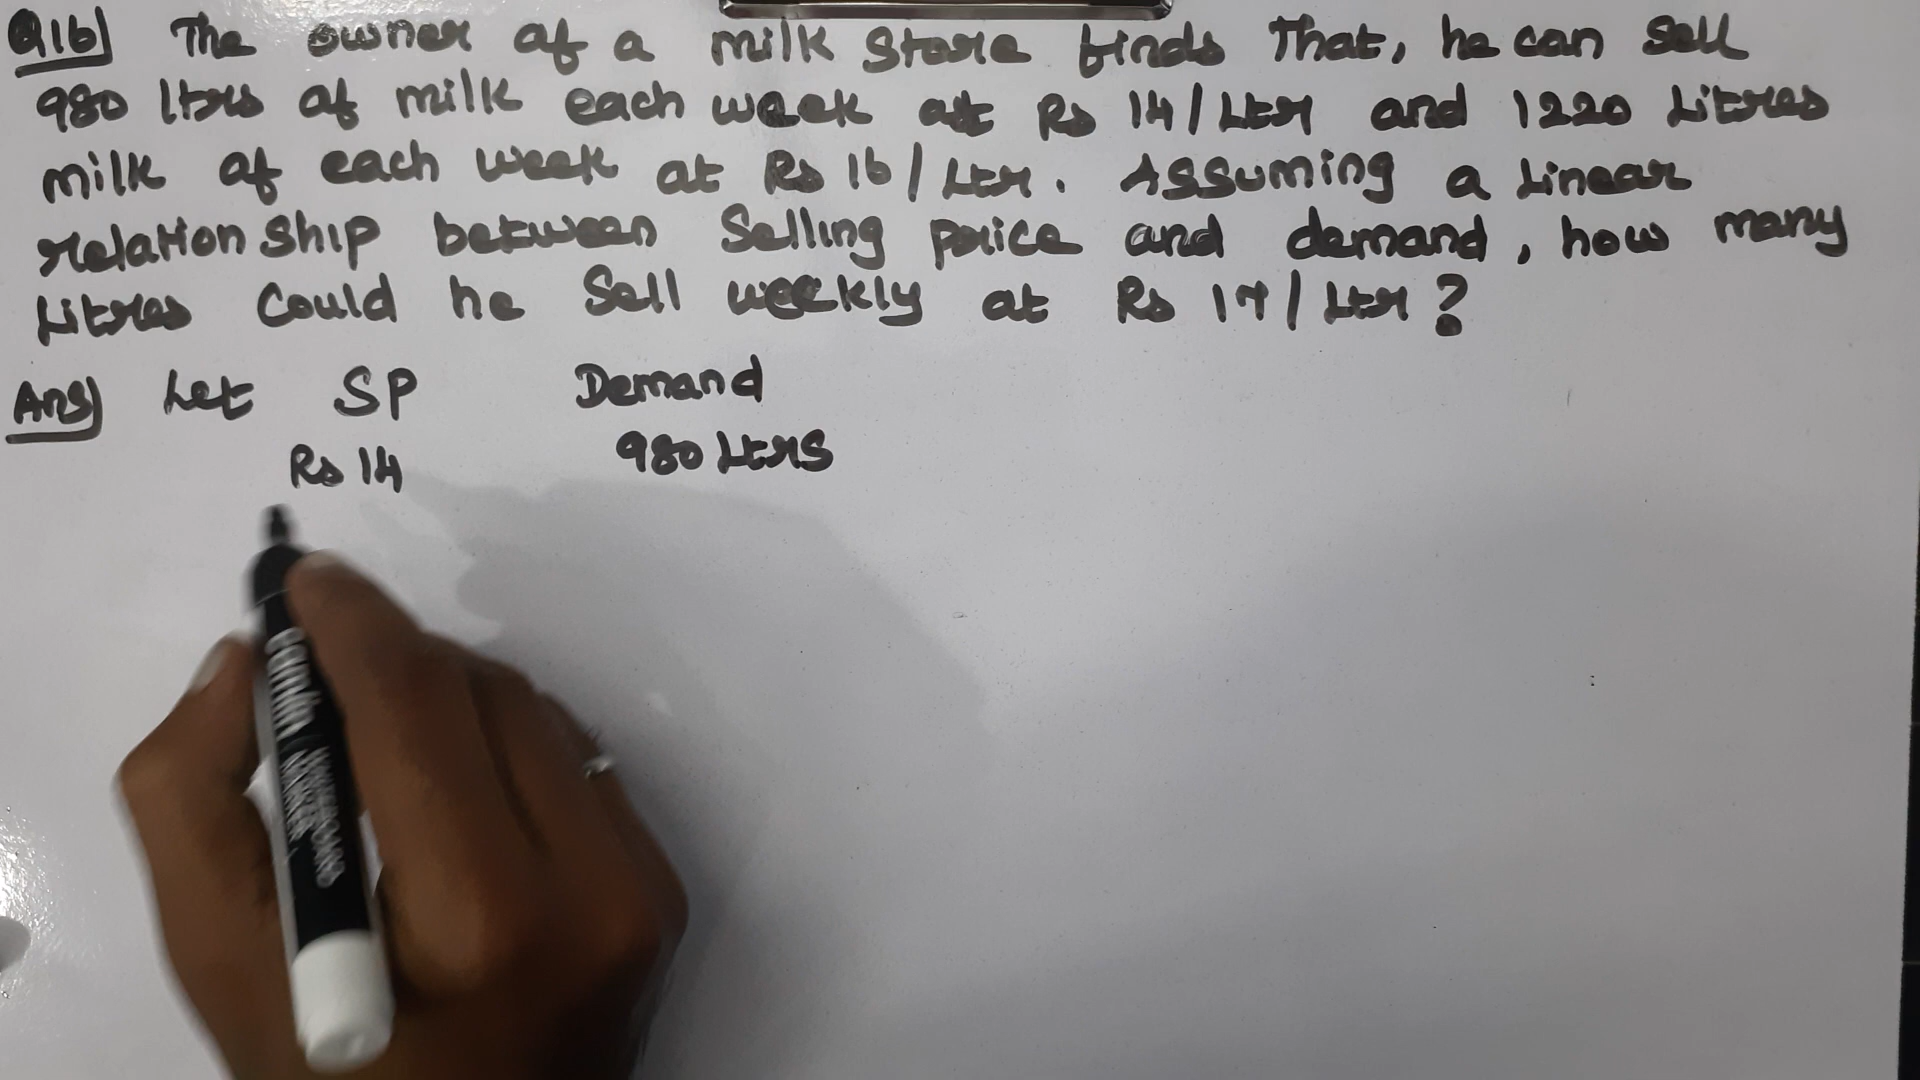 Q16) The owner of a milk store finds that, he can sell
980 ltrs of milk each week at Rs 14/Ltr and 1220 Litres
milk of each week at Rs 16/Ltr. Assuming a Linear
relationship between Selling price and demand, how many
Litres Could he Sell weekly at Rs 17/Ltr?
Ans) Let SP Demand
Rs 14 980 Ltrs